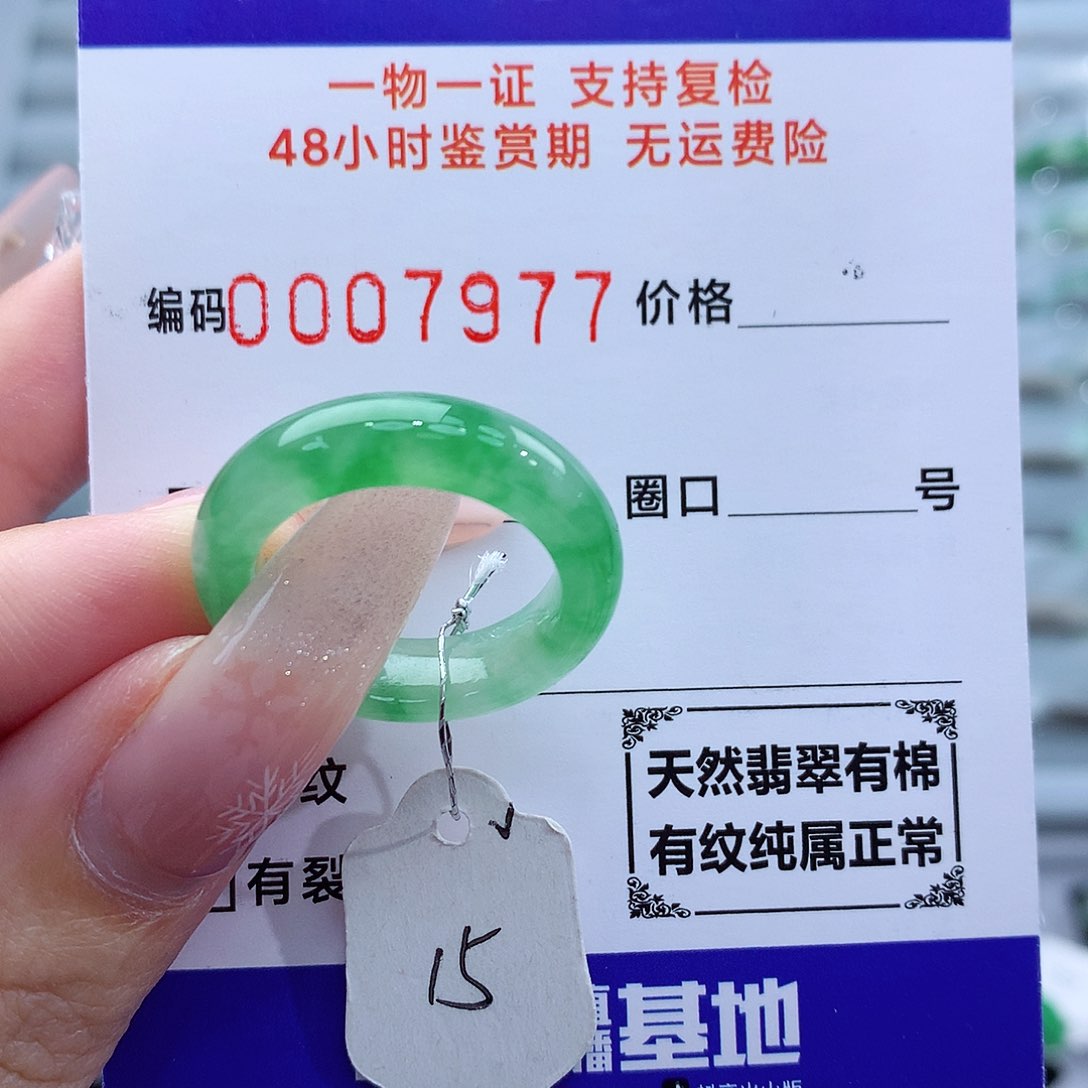 一物一证 支持复检
48小时鉴赏期 无运费险
编码0007977 价格
圈口 号
纹
有裂
天然翡翠有棉
有纹纯属正常
15
直播基地